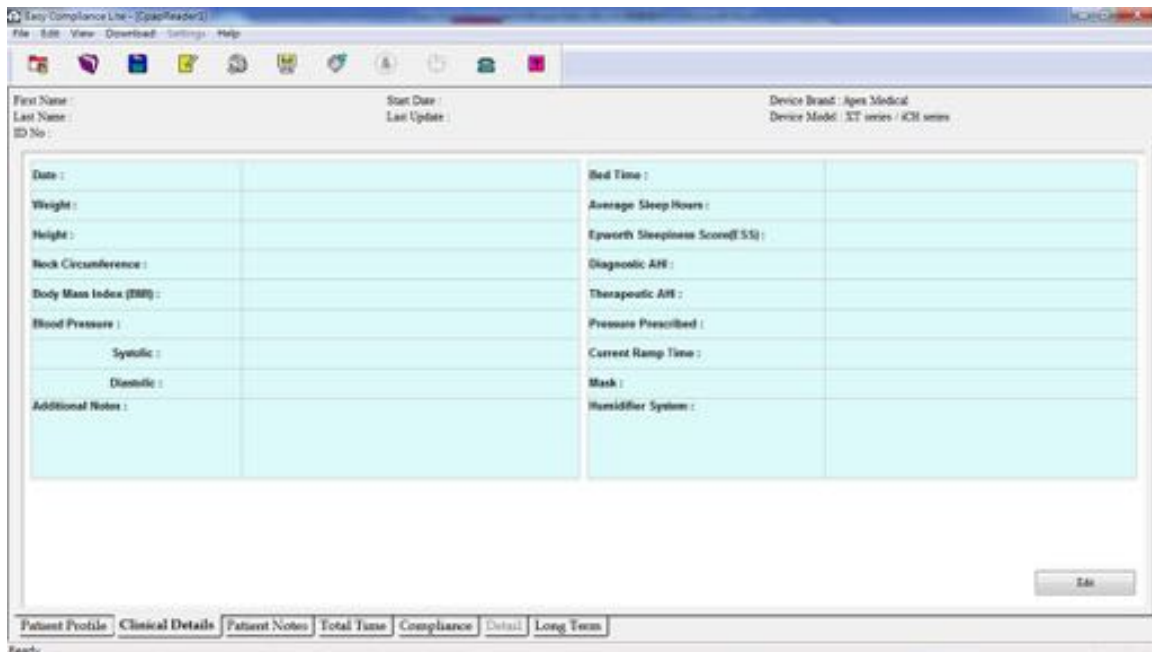 Easy Compliance Lite - [CpapReader1]
File Edit View Download Settings Help
First Name : Start Date : Device Brand : Apex Medical
Last Name : Last Update : Device Model : XT series / iCH series
ID No :
Date : Bed Time :
Weight : Average Sleep Hours :
Height : Epworth Sleepiness Score(ESS) :
Neck Circumference : Diagnostic AHI :
Body Mass Index (BMI) : Therapeutic AHI :
Blood Pressure : Pressure Prescribed :
Systolic : Current Ramp Time :
Diastolic : Mask :
Additional Notes : Humidifier System :
Edit
Patient Profile Clinical Details Patient Notes Total Time Compliance Detail Long Term
Ready